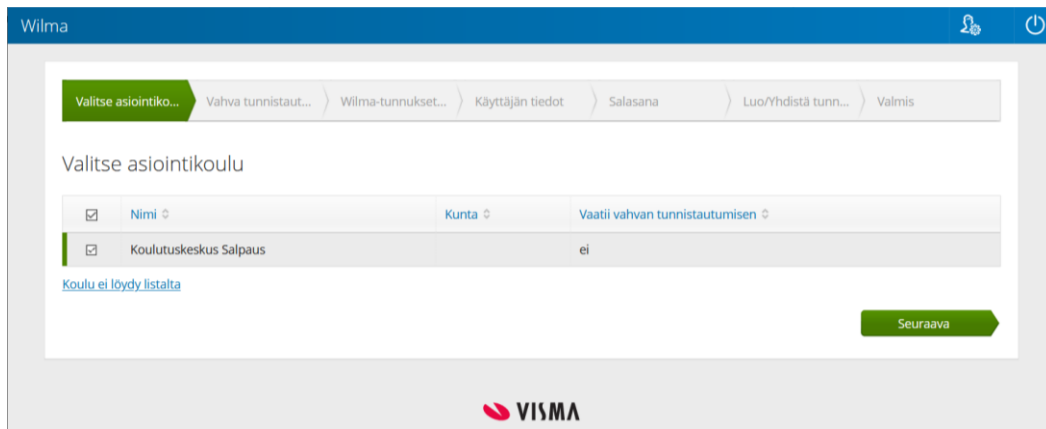 Wilma
Valitse asiointiko... Vahva tunnistaut... Wilma-tunnukset... Käyttäjän tiedot Salasana Luo/Yhdistä tunn... Valmis
Valitse asiointikoulu
Nimi Kunta Vaatii vahvan tunnistautumisen
Koulutuskeskus Salpaus ei
Koulu ei löydy listalta
Seuraava
VISMA